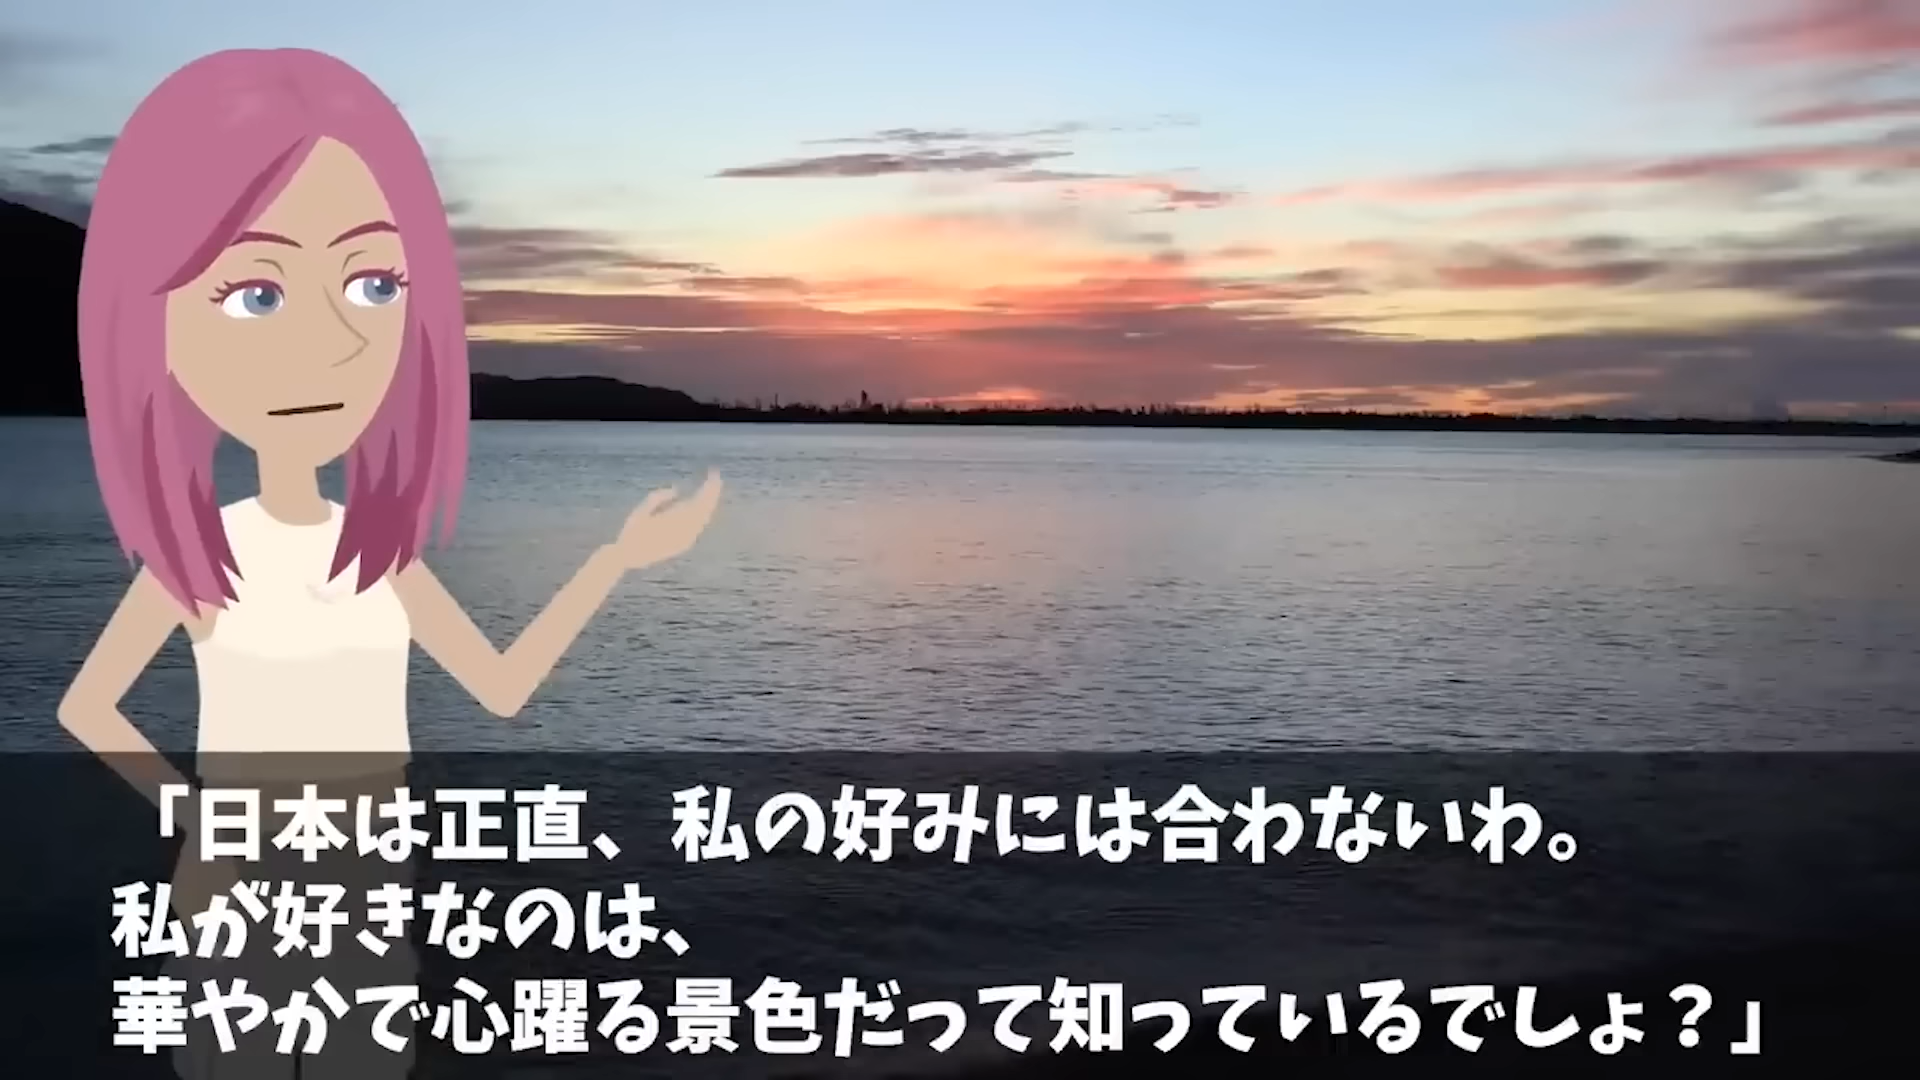 「日本は正直、私の好みには合わないわ。
私が好きなのは、
華やかで心躍る景色だって知っているでしょ？」